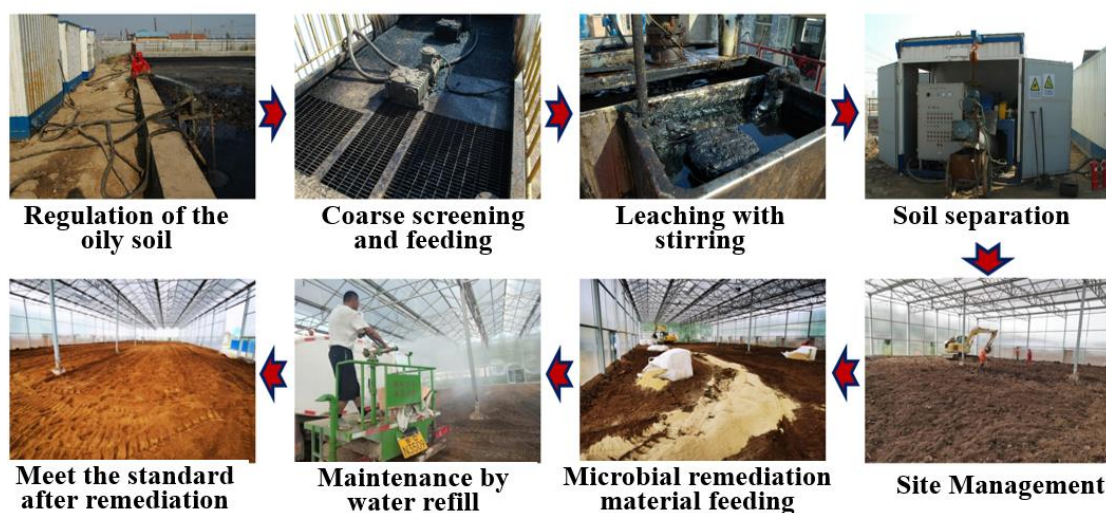 Regulation of the
oily soil
Coarse screening
and feeding
Leaching with
stirring
Soil separation
Site Management
Microbial remediation
material feeding
Maintenance by
water refill
Meet the standard
after remediation